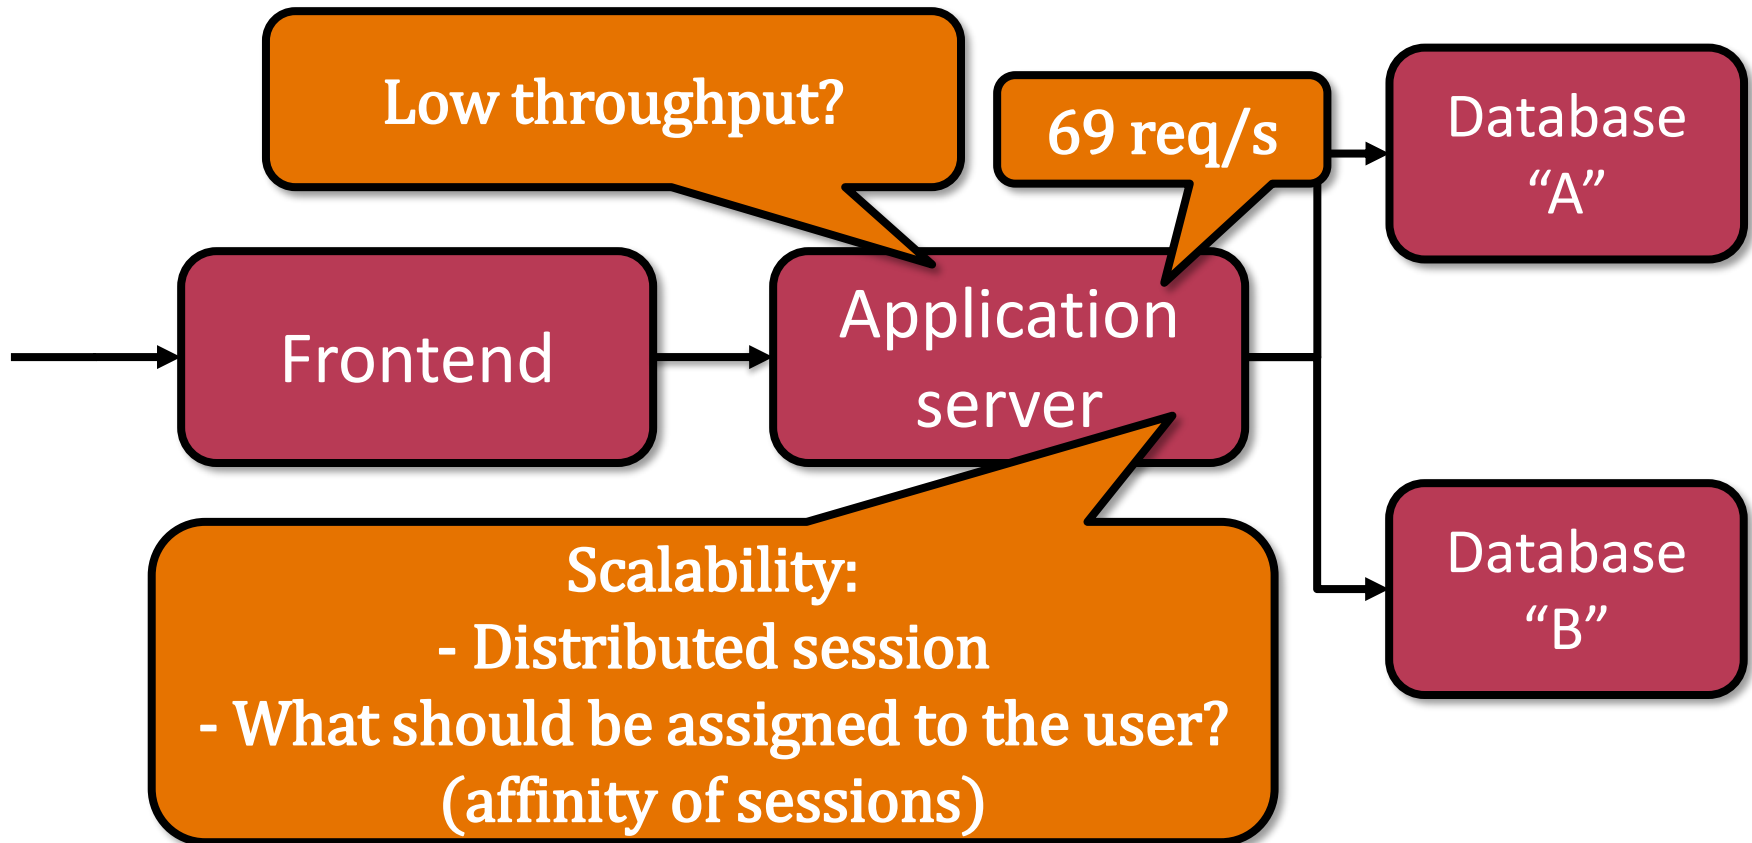 Low throughput?
69 req/s
Database
“A”
Frontend
Application
server
Scalability:
- Distributed session
- What should be assigned to the user?
(affinity of sessions)
Database
“B”